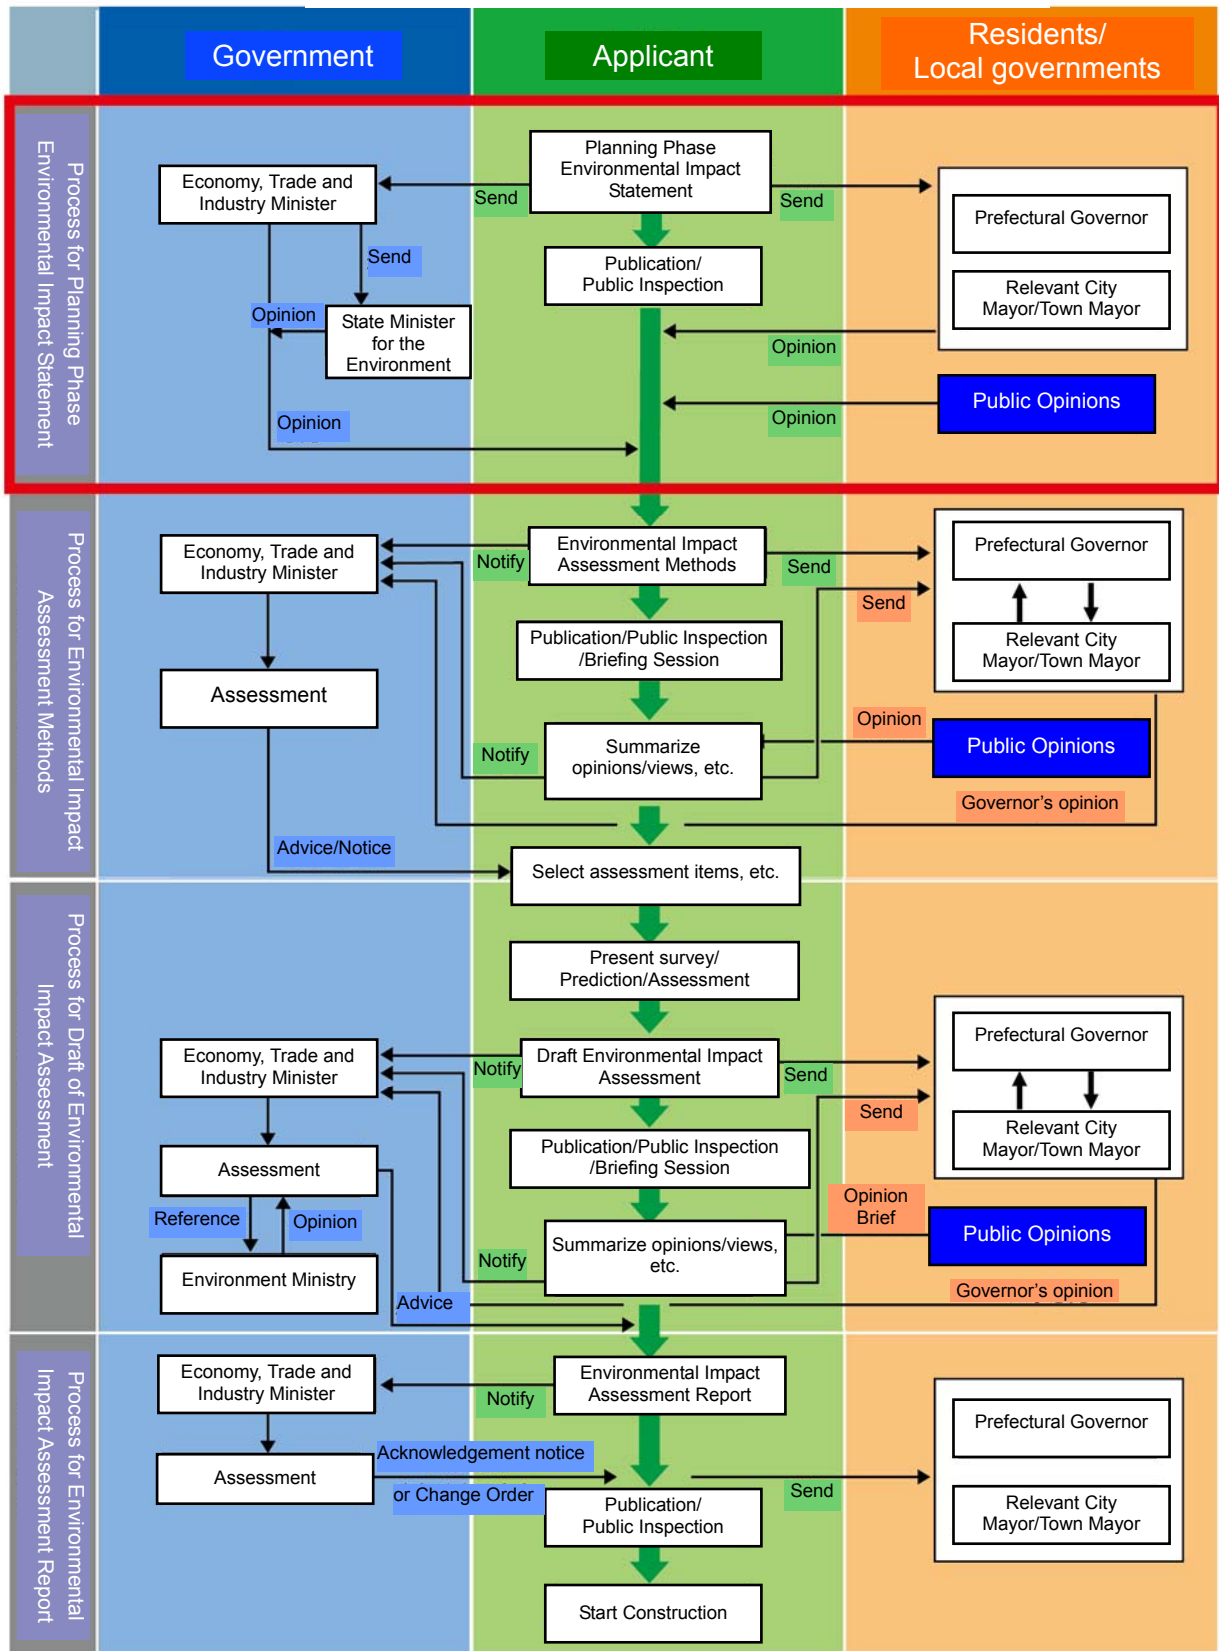 Government
Applicant
Residents/
Local governments
Process for Planning Phase
Environmental Impact Statement
Planning Phase
Environmental Impact
Statement
Economy, Trade and
Industry Minister
Send
Send
Prefectural Governor
Send
Publication/
Public Inspection
Relevant City
Mayor/Town Mayor
Opinion
State Minister
for the
Environment
Opinion
Public Opinions
Opinion
Opinion
Process for Environmental Impact
Assessment Methods
Economy, Trade and
Industry Minister
Notify
Environmental Impact
Assessment Methods
Send
Prefectural Governor
Send
Publication/Public Inspection
/Briefing Session
Relevant City
Mayor/Town Mayor
Assessment
Opinion
Public Opinions
Notify
Summarize
opinions/views, etc.
Governor's opinion
Advice/Notice
Select assessment items, etc.
Process for Draft of Environmental
Impact Assessment
Present survey/
Prediction/Assessment
Economy, Trade and
Industry Minister
Notify
Draft Environmental Impact
Assessment
Send
Prefectural Governor
Send
Relevant City
Mayor/Town Mayor
Publication/Public Inspection
/Briefing Session
Assessment
Reference
Opinion
Opinion
Brief
Public Opinions
Environment Ministry
Notify
Summarize opinions/views,
etc.
Governor's opinion
Advice
Process for Environmental
Impact Assessment Report
Economy, Trade and
Industry Minister
Notify
Environmental Impact
Assessment Report
Prefectural Governor
Assessment
Acknowledgement notice
or Change Order
Send
Publication/
Public Inspection
Relevant City
Mayor/Town Mayor
Start Construction